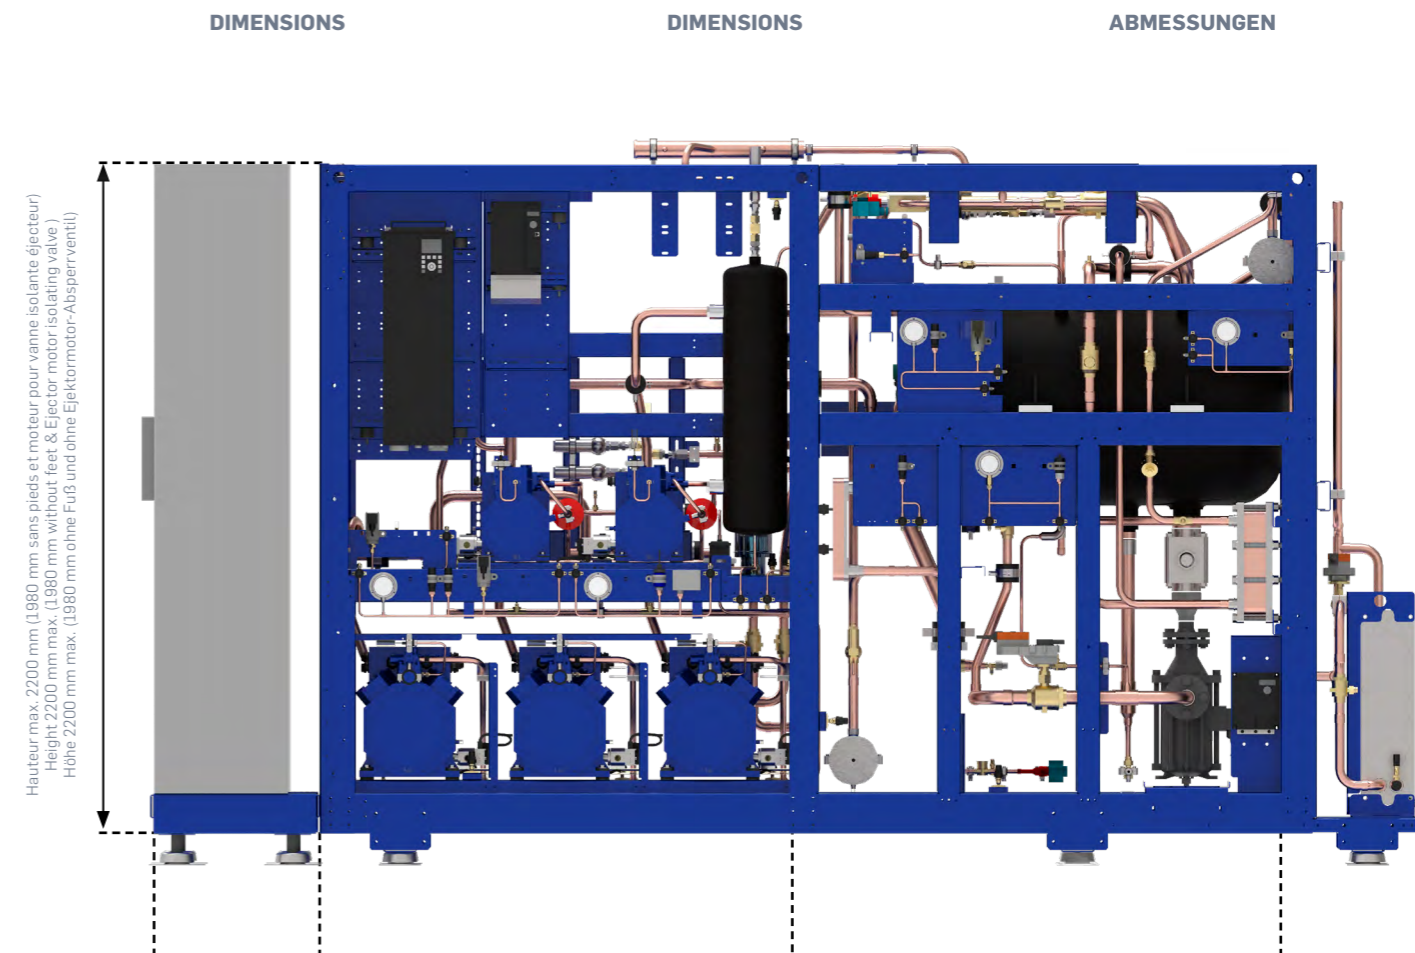 DIMENSIONS
DIMENSIONS
ABMESSUNGEN
Hauteur max. 2200 mm (1980 mm sans pieds et moteur pour vanne isolante éjecteur)
Height 2200 mm max. (1980 mm without feet & Ejector motor isolating valve )
Höhe 2200 mm max. (1980 mm ohne Fuß und ohne Ejektormotor-Absperrventil)